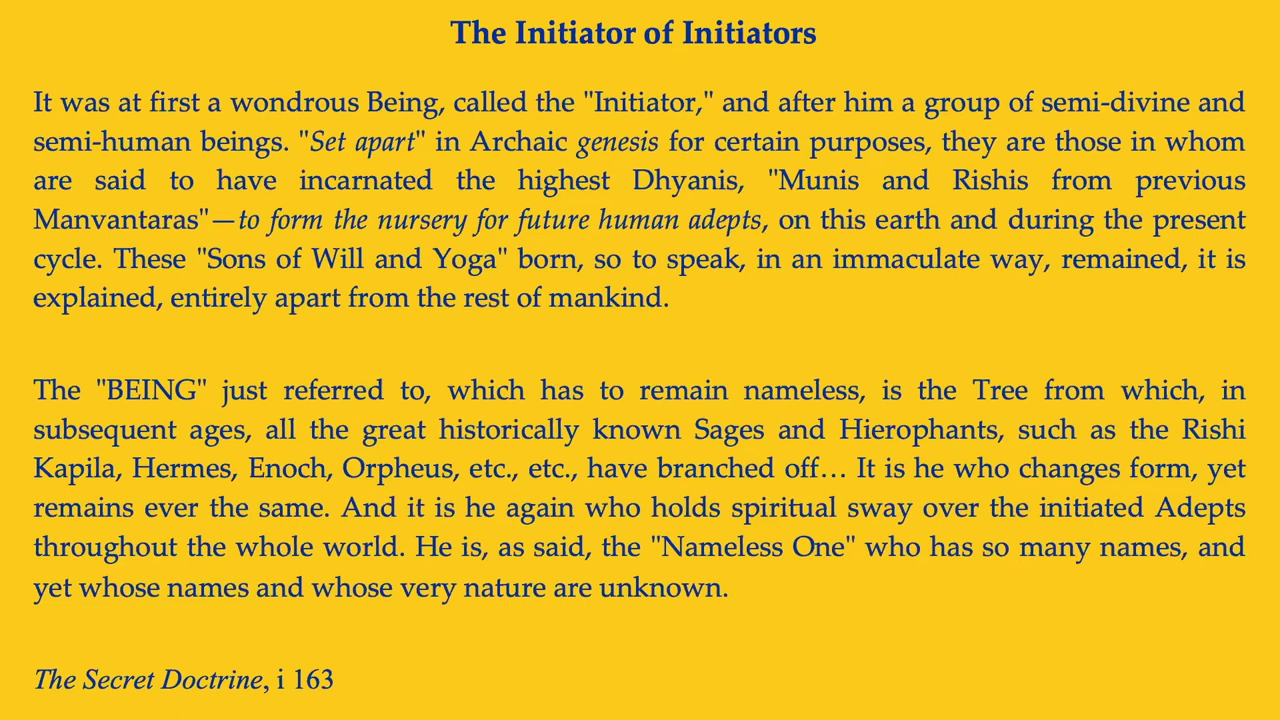 The Initiator of Initiators
It was at first a wondrous Being, called the "Initiator," and after him a group of semi-divine and
semi-human beings. "Set apart" in Archaic genesis for certain purposes, they are those in whom
are said to have incarnated the highest Dhyanis, "Munis and Rishis from previous
Manvantaras"—to form the nursery for future human adepts, on this earth and during the present
cycle. These "Sons of Will and Yoga" born, so to speak, in an immaculate way, remained, it is
explained, entirely apart from the rest of mankind.
The "BEING" just referred to, which has to remain nameless, is the Tree from which, in
subsequent ages, all the great historically known Sages and Hierophants, such as the Rishi
Kapila, Hermes, Enoch, Orpheus, etc., etc., have branched off… It is he who changes form, yet
remains ever the same. And it is he again who holds spiritual sway over the initiated Adepts
throughout the whole world. He is, as said, the "Nameless One" who has so many names, and
yet whose names and whose very nature are unknown.
The Secret Doctrine, i 163